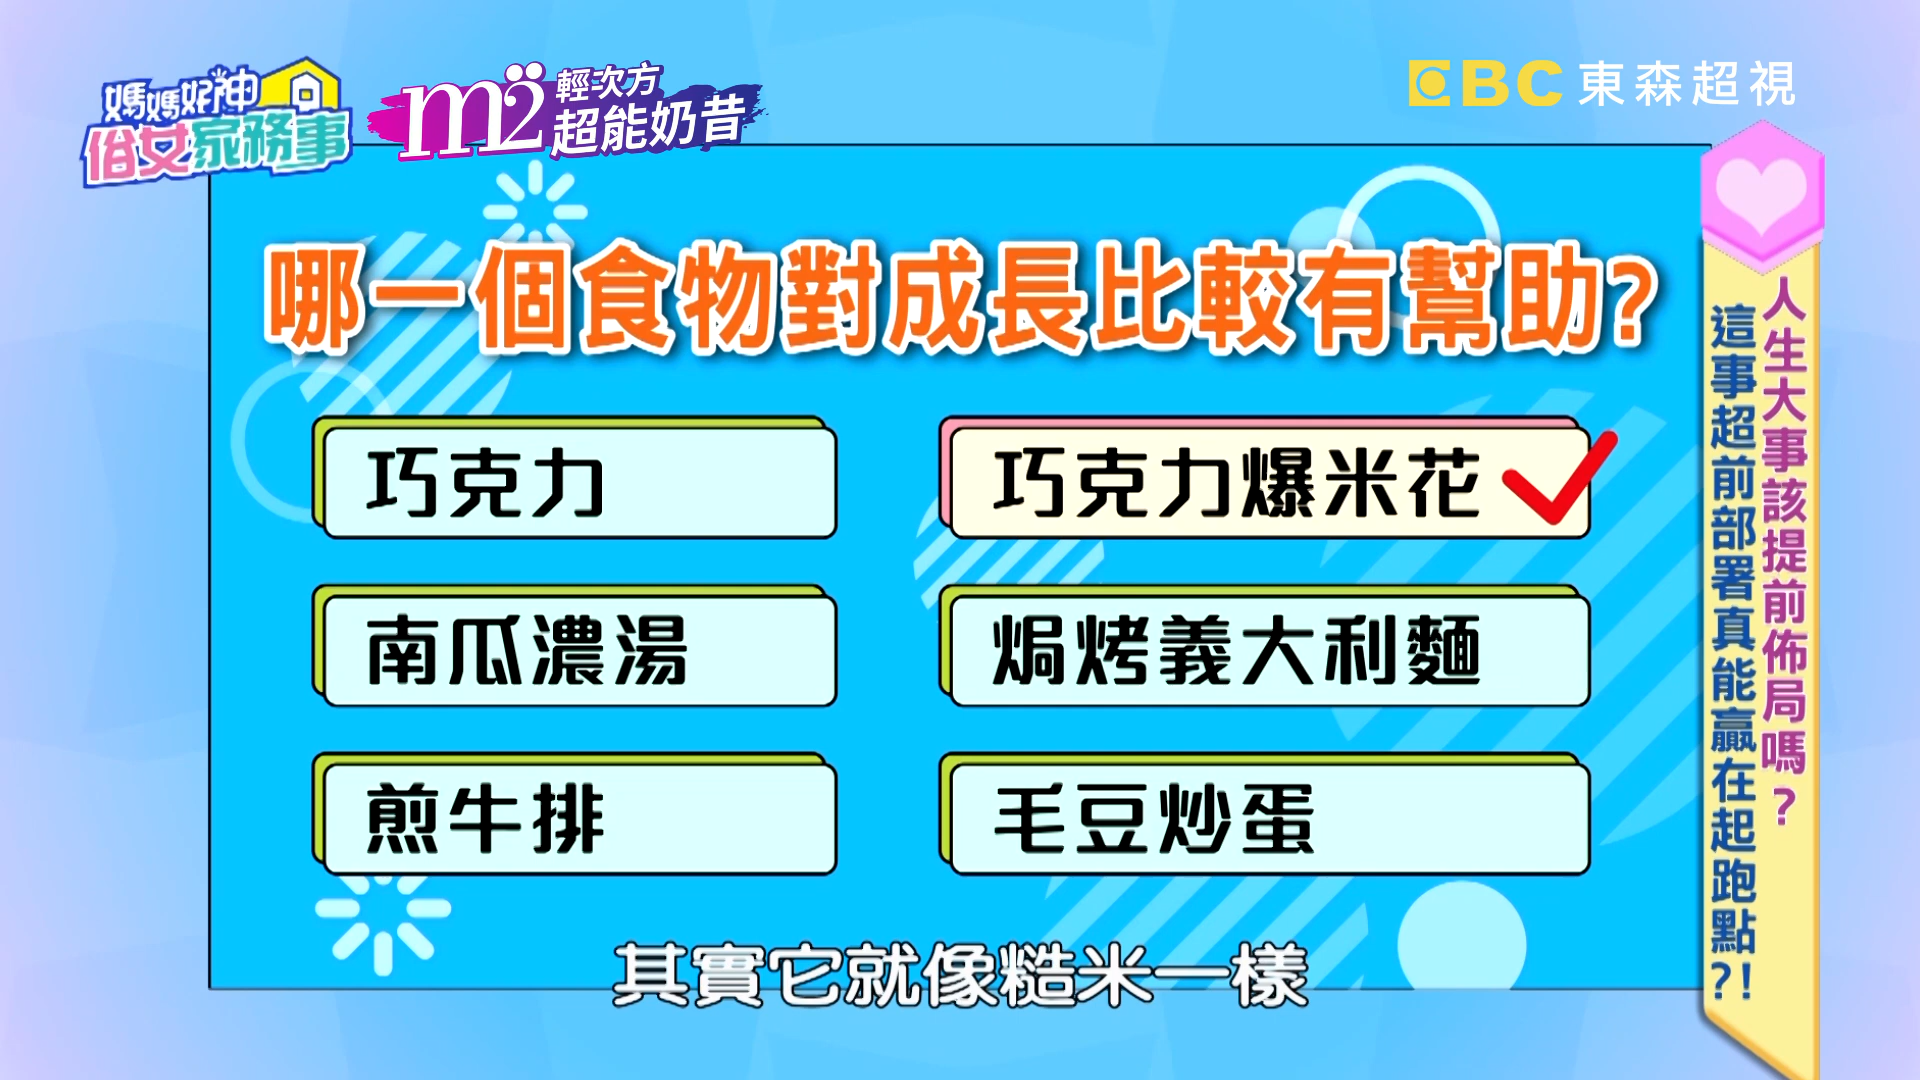 媽媽好神
俗女家務事
m2 輕次方
超能奶昔
EBC 東森超視
哪一個食物對成長比較有幫助?
巧克力
巧克力爆米花
南瓜濃湯
焗烤義大利麵
煎牛排
毛豆炒蛋
人生大事該提前佈局嗎?
這事超前部署真能贏在起跑點?!
其實它就像糙米一樣